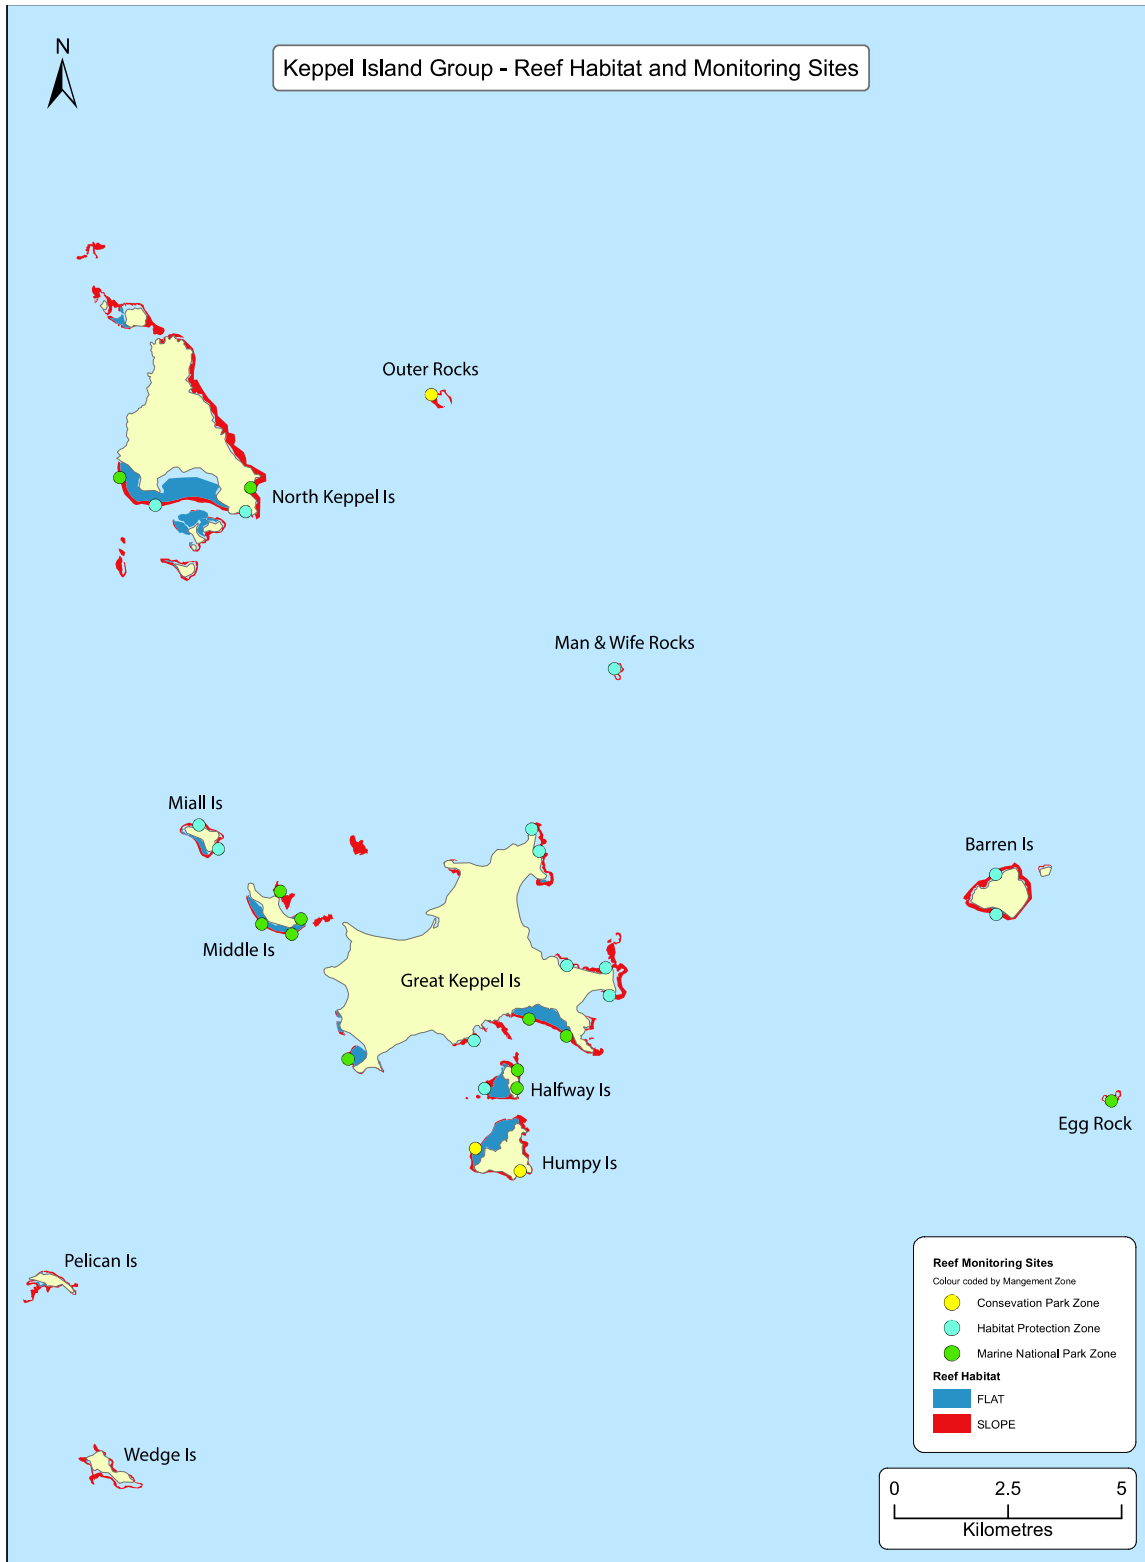 N
Keppel Island Group - Reef Habitat and Monitoring Sites
Outer Rocks
North Keppel Is
Man & Wife Rocks
Miall Is
Barren Is
Middle Is
Great Keppel Is
Halfway Is
Egg Rock
Humpy Is
Pelican Is
Wedge Is
Reef Monitoring Sites
Colour coded by Mangement Zone
Consevation Park Zone
Habitat Protection Zone
Marine National Park Zone
Reef Habitat
FLAT
SLOPE
0 2.5 5
Kilometres